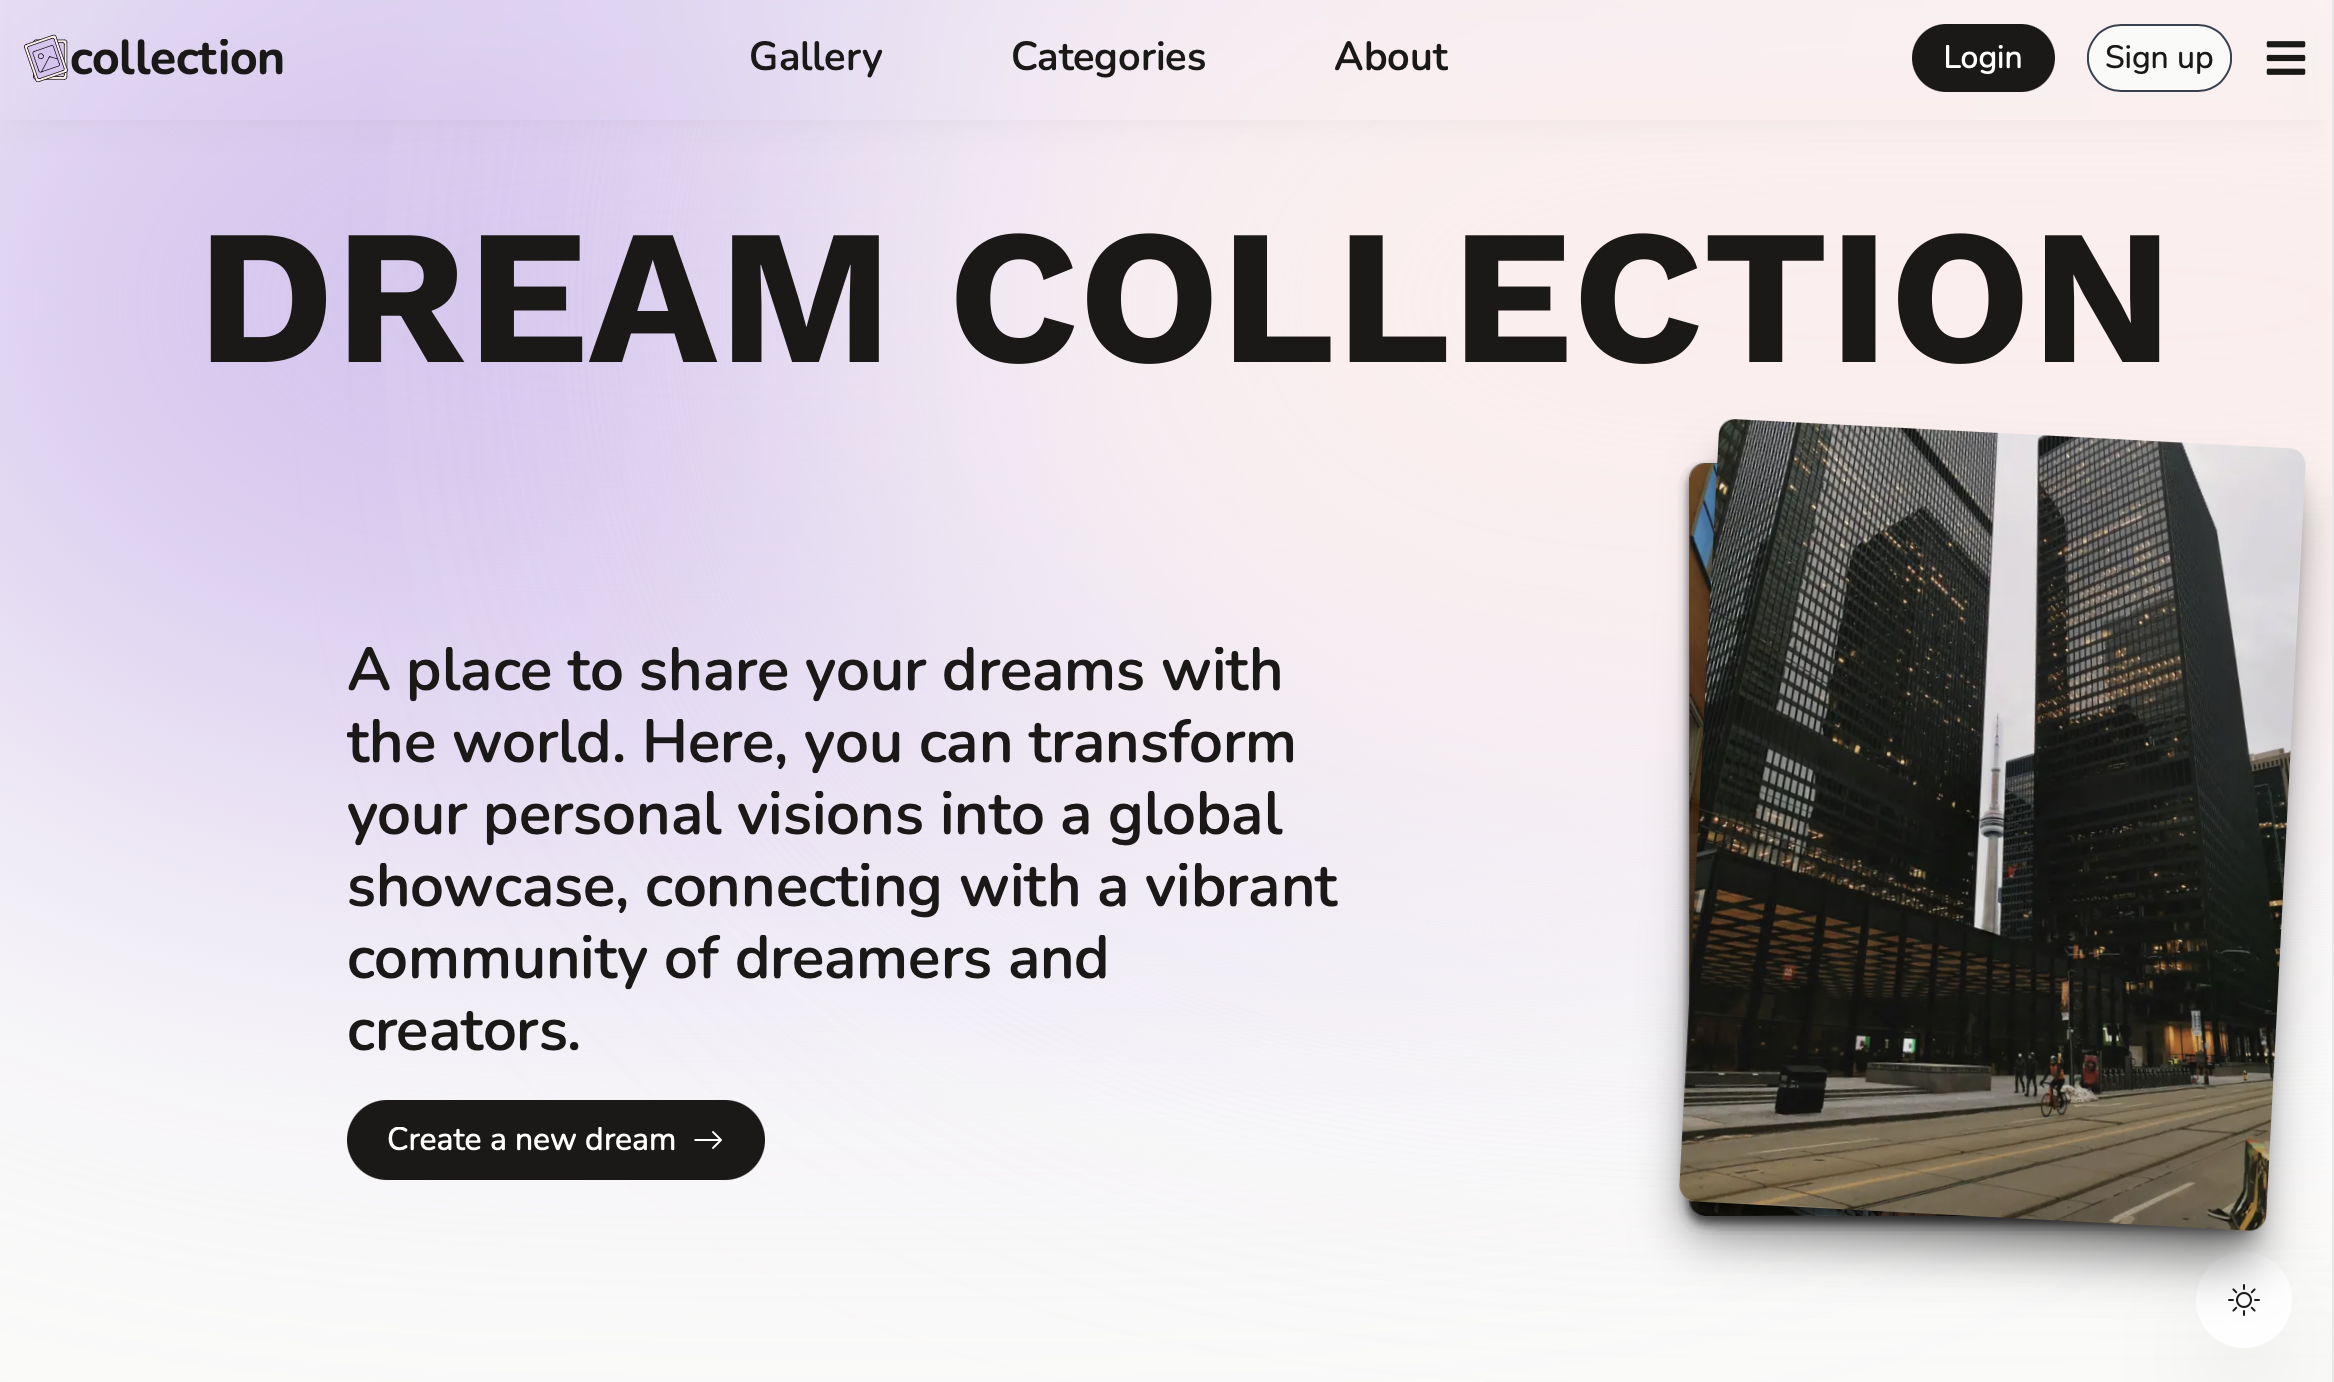 collection
Gallery
Categories
About
Login
Sign up
DREAM COLLECTION
A place to share your dreams with
the world. Here, you can transform
your personal visions into a global
showcase, connecting with a vibrant
community of dreamers and
creators.
Create a new dream